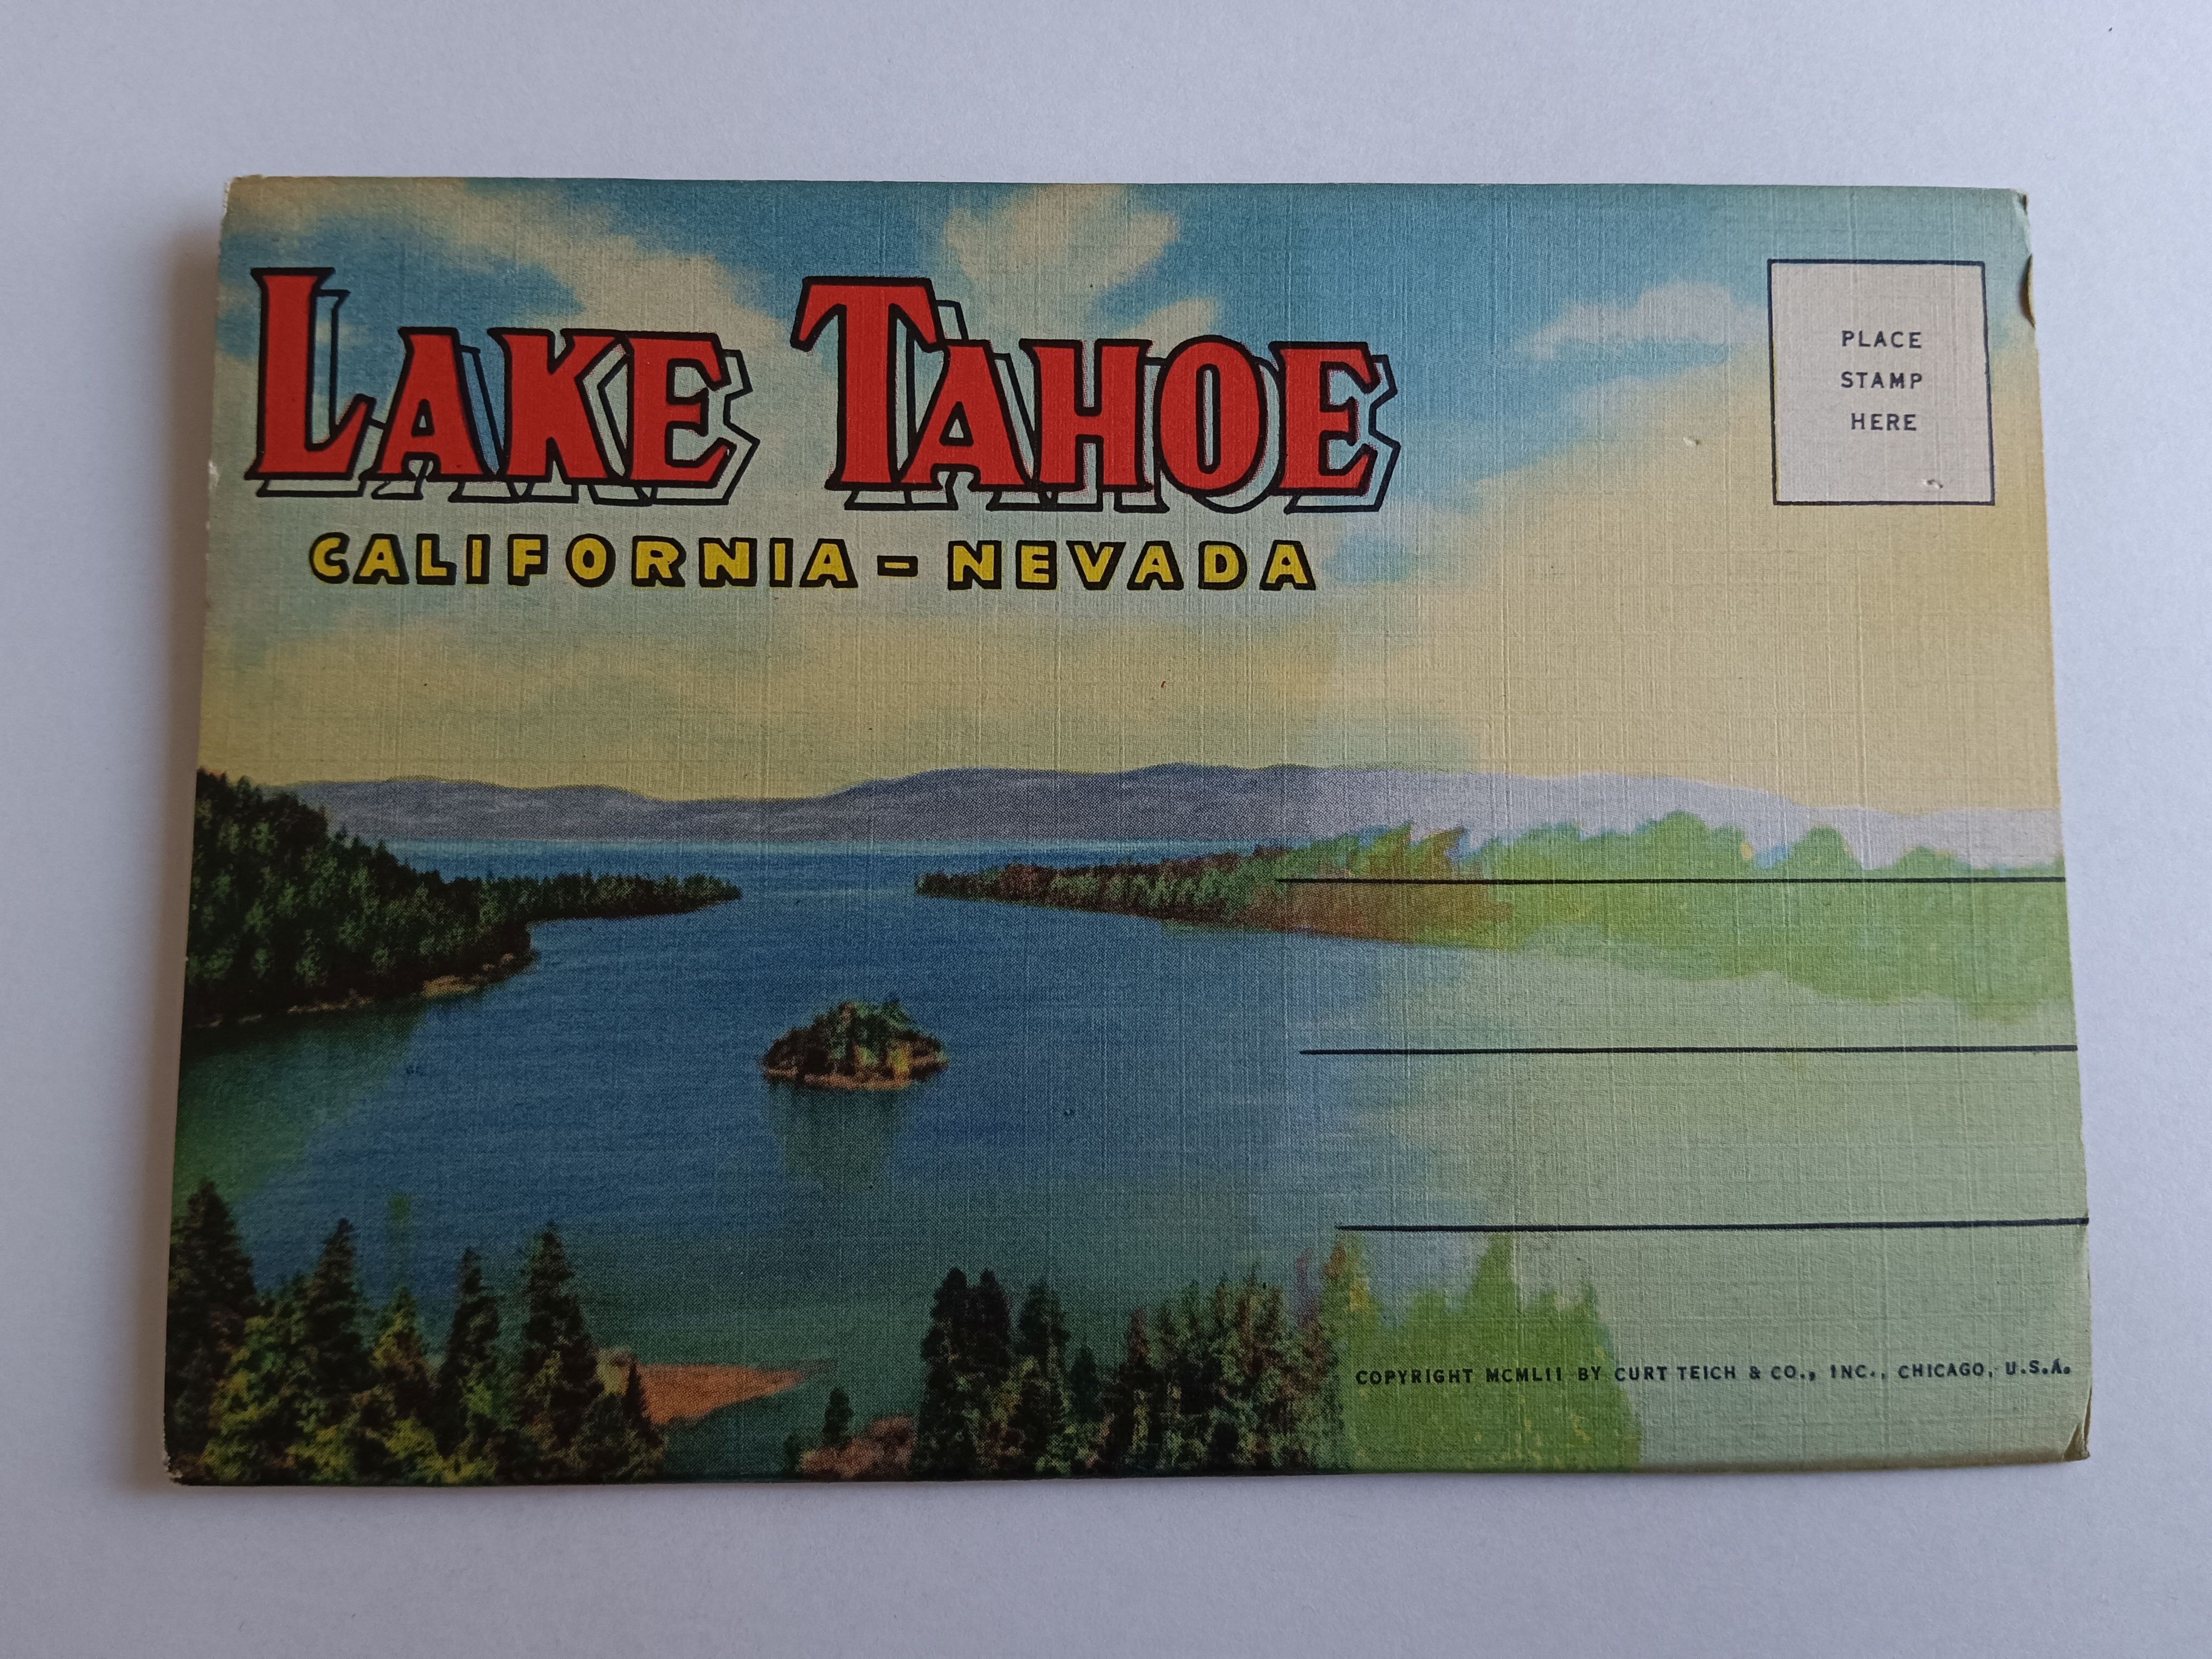 LAKE TAHOE
CALIFORNIA - NEVADA
PLACE
STAMP
HERE
COPYRIGHT MCMLII BY CURT TEICH & CO., INC., CHICAGO, U.S.A.